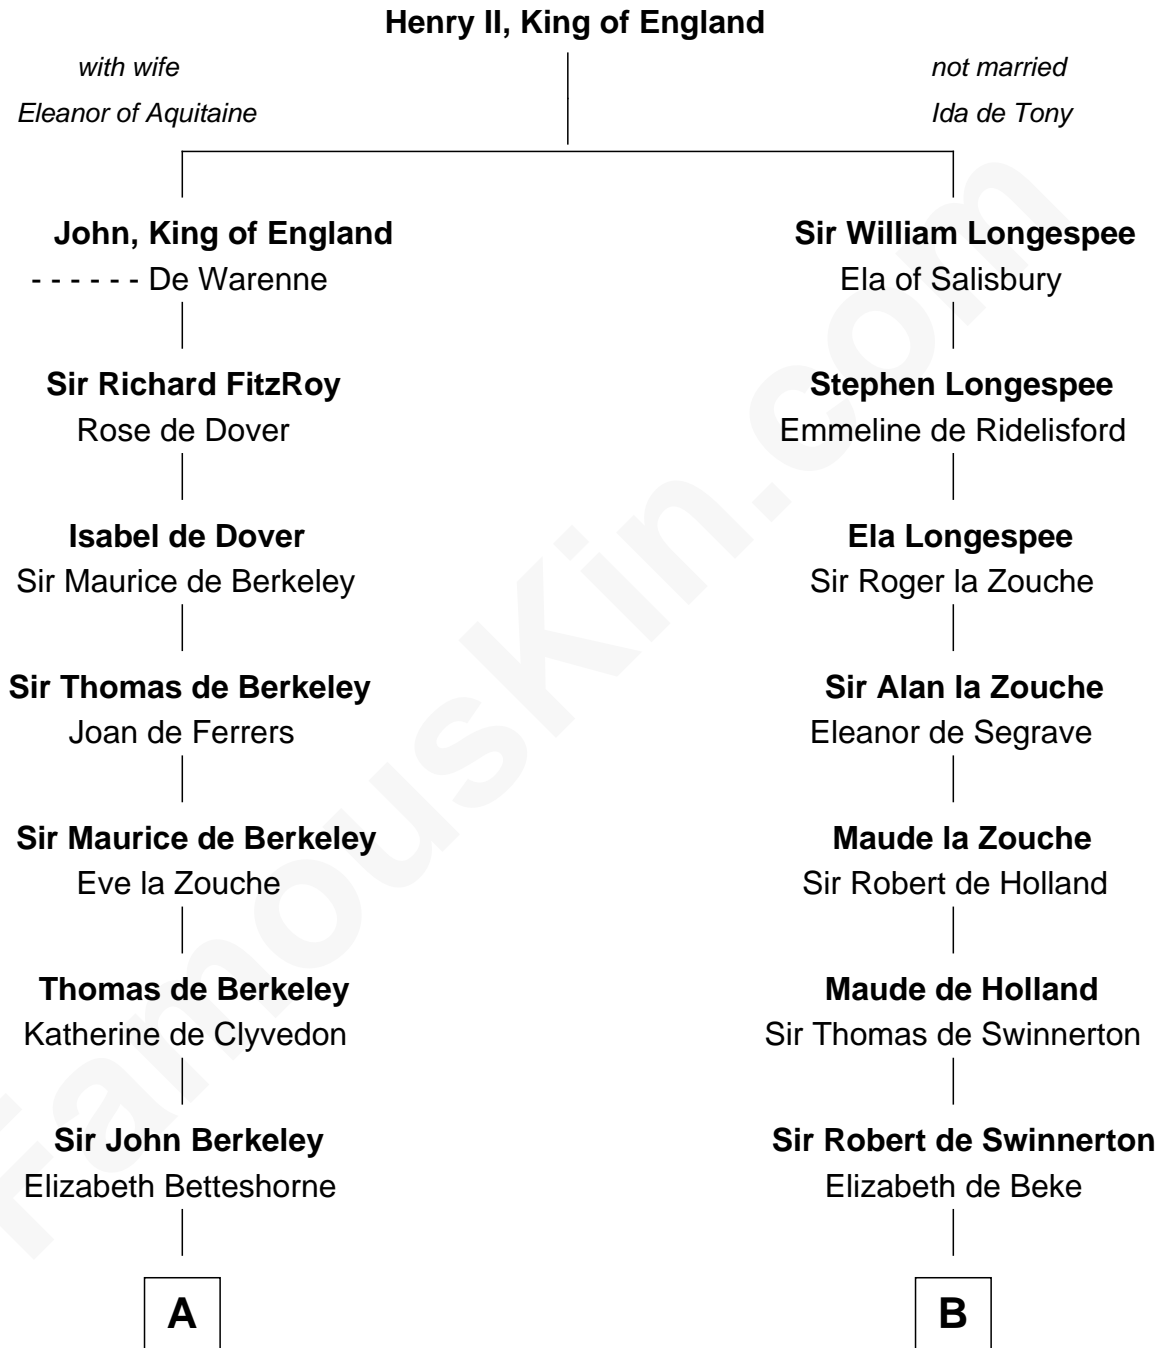 Henry II, King of England
with wife
Eleanor of Aquitaine
not married
Ida de Tony
John, King of England
- - - - - - De Warenne
Sir William Longespee
Ela of Salisbury
Sir Richard FitzRoy
Rose de Dover
Stephen Longespee
Emmeline de Ridelisford
Isabel de Dover
Sir Maurice de Berkeley
Ela Longespee
Sir Roger la Zouche
Sir Thomas de Berkeley
Joan de Ferrers
Sir Alan la Zouche
Eleanor de Segrave
Sir Maurice de Berkeley
Eve la Zouche
Maude la Zouche
Sir Robert de Holland
Thomas de Berkeley
Katherine de Clyvedon
Maude de Holland
Sir Thomas de Swinnerton
Sir John Berkeley
Elizabeth Betteshorne
Sir Robert de Swinnerton
Elizabeth de Beke
A
B
FamousKin.com